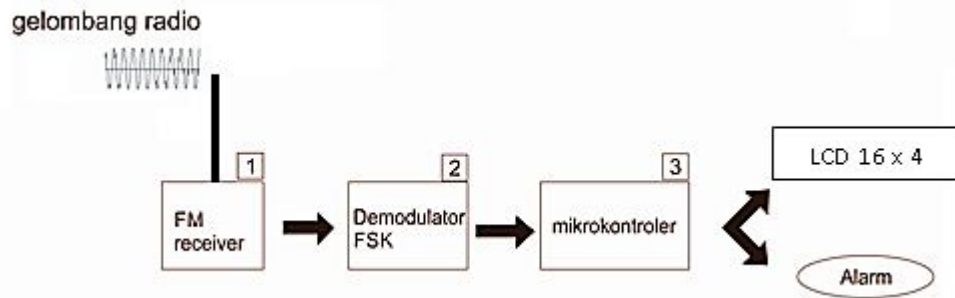 gelombang radio
1
2
3
LCD 16 x 4
FM
receiver
Demodulator
FSK
mikrokontroler
Alarm